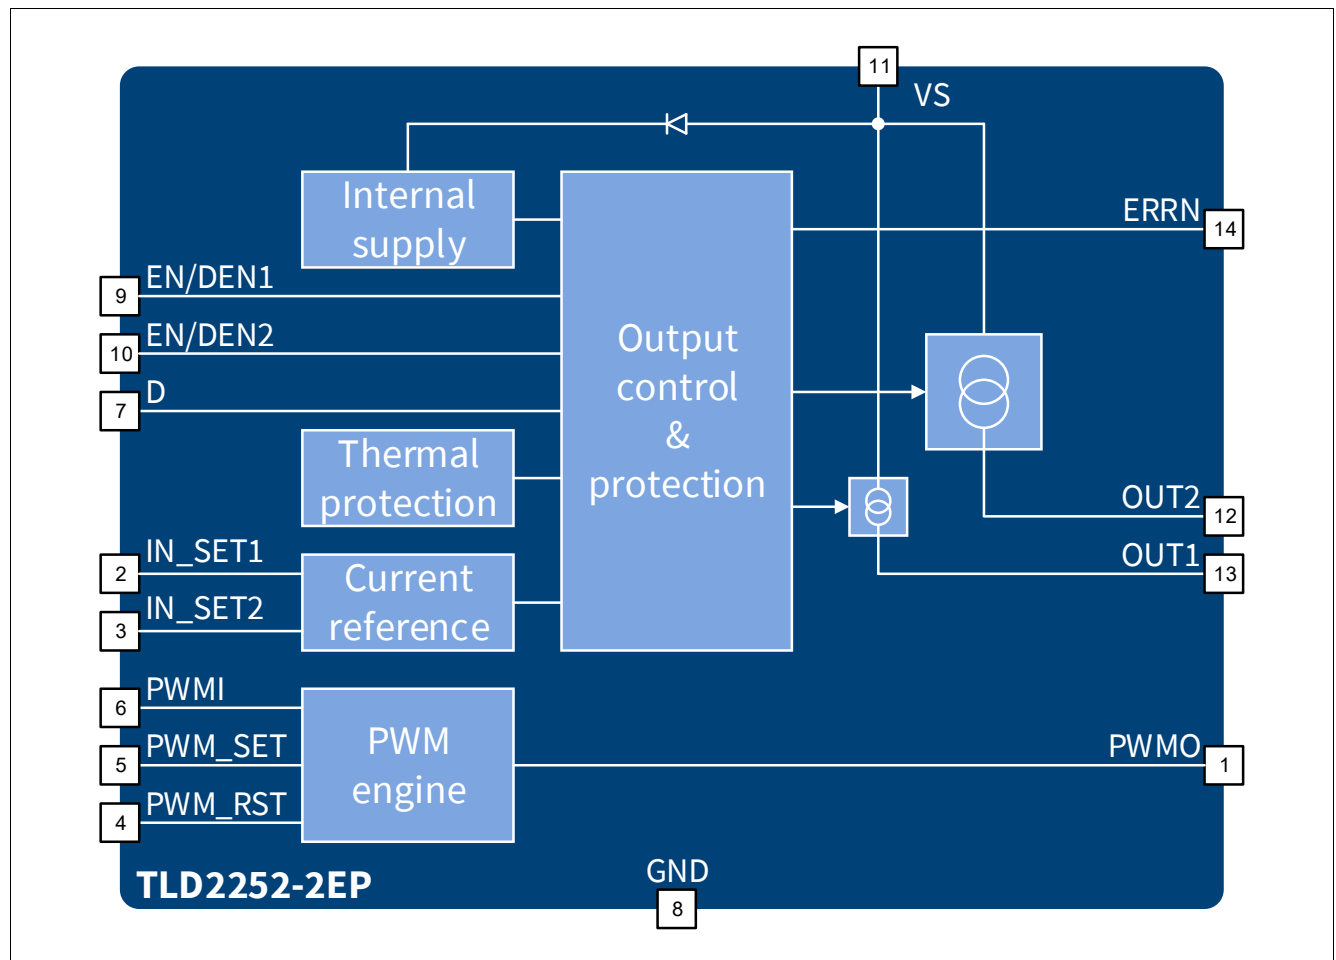 11
VS
Internal
supply
ERRN
14
EN/DEN1
9
EN/DEN2
10
D
7
Output
control
&
protection
Thermal
protection
OUT2
12
OUT1
13
IN_SET1
2
IN_SET2
3
Current
reference
PWMI
6
PWM_SET
5
PWM_RST
4
PWM
engine
PWMO
1
TLD2252-2EP
GND
8